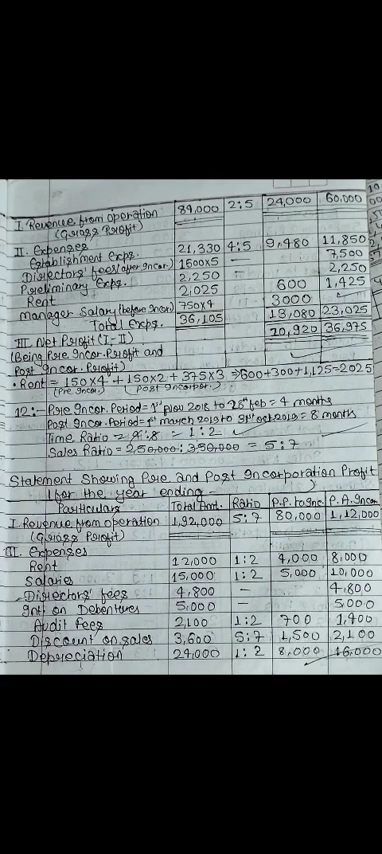 I. Revenue from operation 84,000 2:5 24,000 60,000
(Gross Profit)
II. Expenses
Establishment Exps. 21,330 4:5 9,480 11,850
Directors' fees (after Incor.) 1500x5 - 7,500
Preliminary Exps. 2,250 - 2,250
Rent 2,025 600 1,425
Manager Salary (before Incor) 750x4 3000
Total Exps. 36,105 13,080 23,025
III. Net Profit (I-II) 10,920 36,975
(Being Pre Incor. Profit and
Post Incor. Profit)
• Rent = 150x4 + 150x2 + 375x3 ⇒ 600+300+1,125 = 2025
(Pre Incor.) (Post Incorpor.)
12:- Pre Incor. Period = 1st Nov 2018 to 28th feb = 4 months
Post Incor. Period = 1st March 2019 to 31st Oct 2019 = 8 months
Time Ratio = 4:8 = 1:2
Sales Ratio = 2,50,000 : 3,50,000 = 5:7
Statement Showing Pre and Post Incorporation Profit
(for the year ending -
Particulars Total Amt. Ratio P.P. to Inc P.A. Incor
I. Revenue from operation 1,92,000 5:7 80,000 1,12,000
(Gross Profit)
II. Expenses
Rent 12,000 1:2 4,000 8,000
Salaries 15,000 1:2 5,000 10,000
Directors' fees 4,800 - 4,800
Int on Debentures 5,000 - 5000
Audit Fees 2,100 1:2 700 1,400
Discount on sales 3,600 5:7 1,500 2,100
Depreciation 24,000 1:2 8,000 16,000